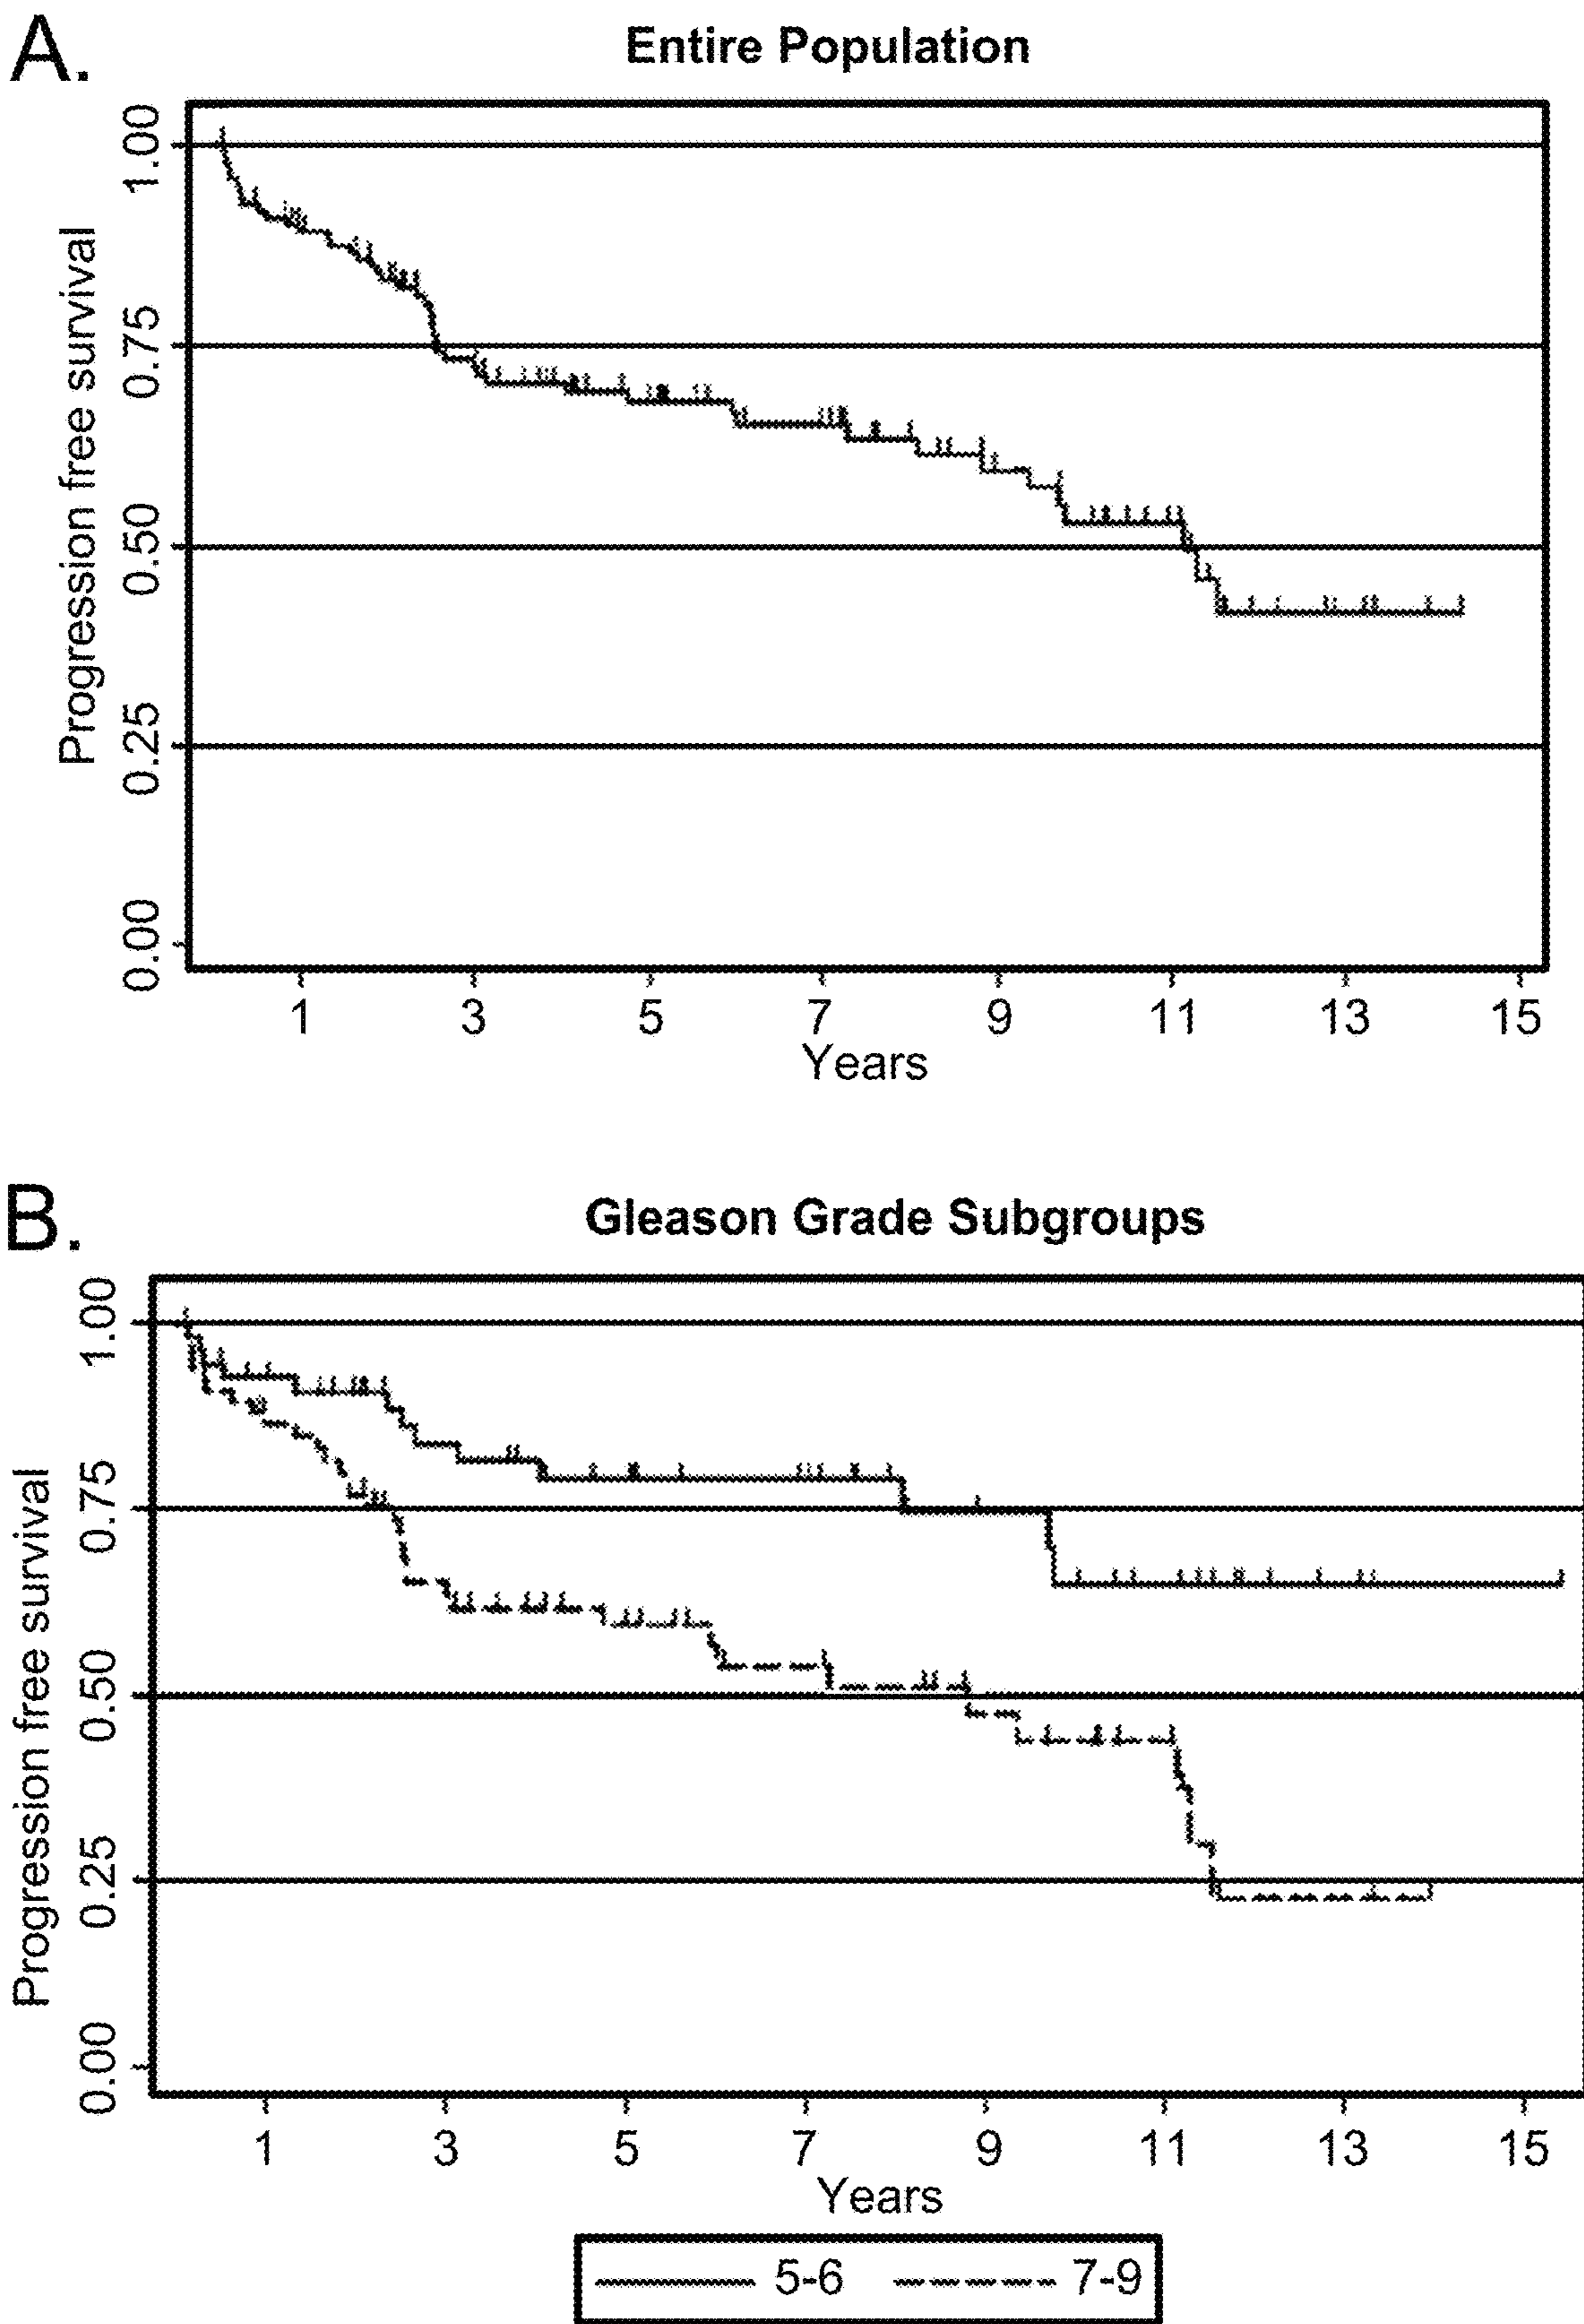 A.
Entire Population
Progression free survival
1.00
0.75
0.50
0.25
0.00
1 3 5 7 9 11 13 15
Years
B.
Gleason Grade Subgroups
Progression free survival
1.00
0.75
0.50
0.25
0.00
1 3 5 7 9 11 13 15
Years
5-6 7-9